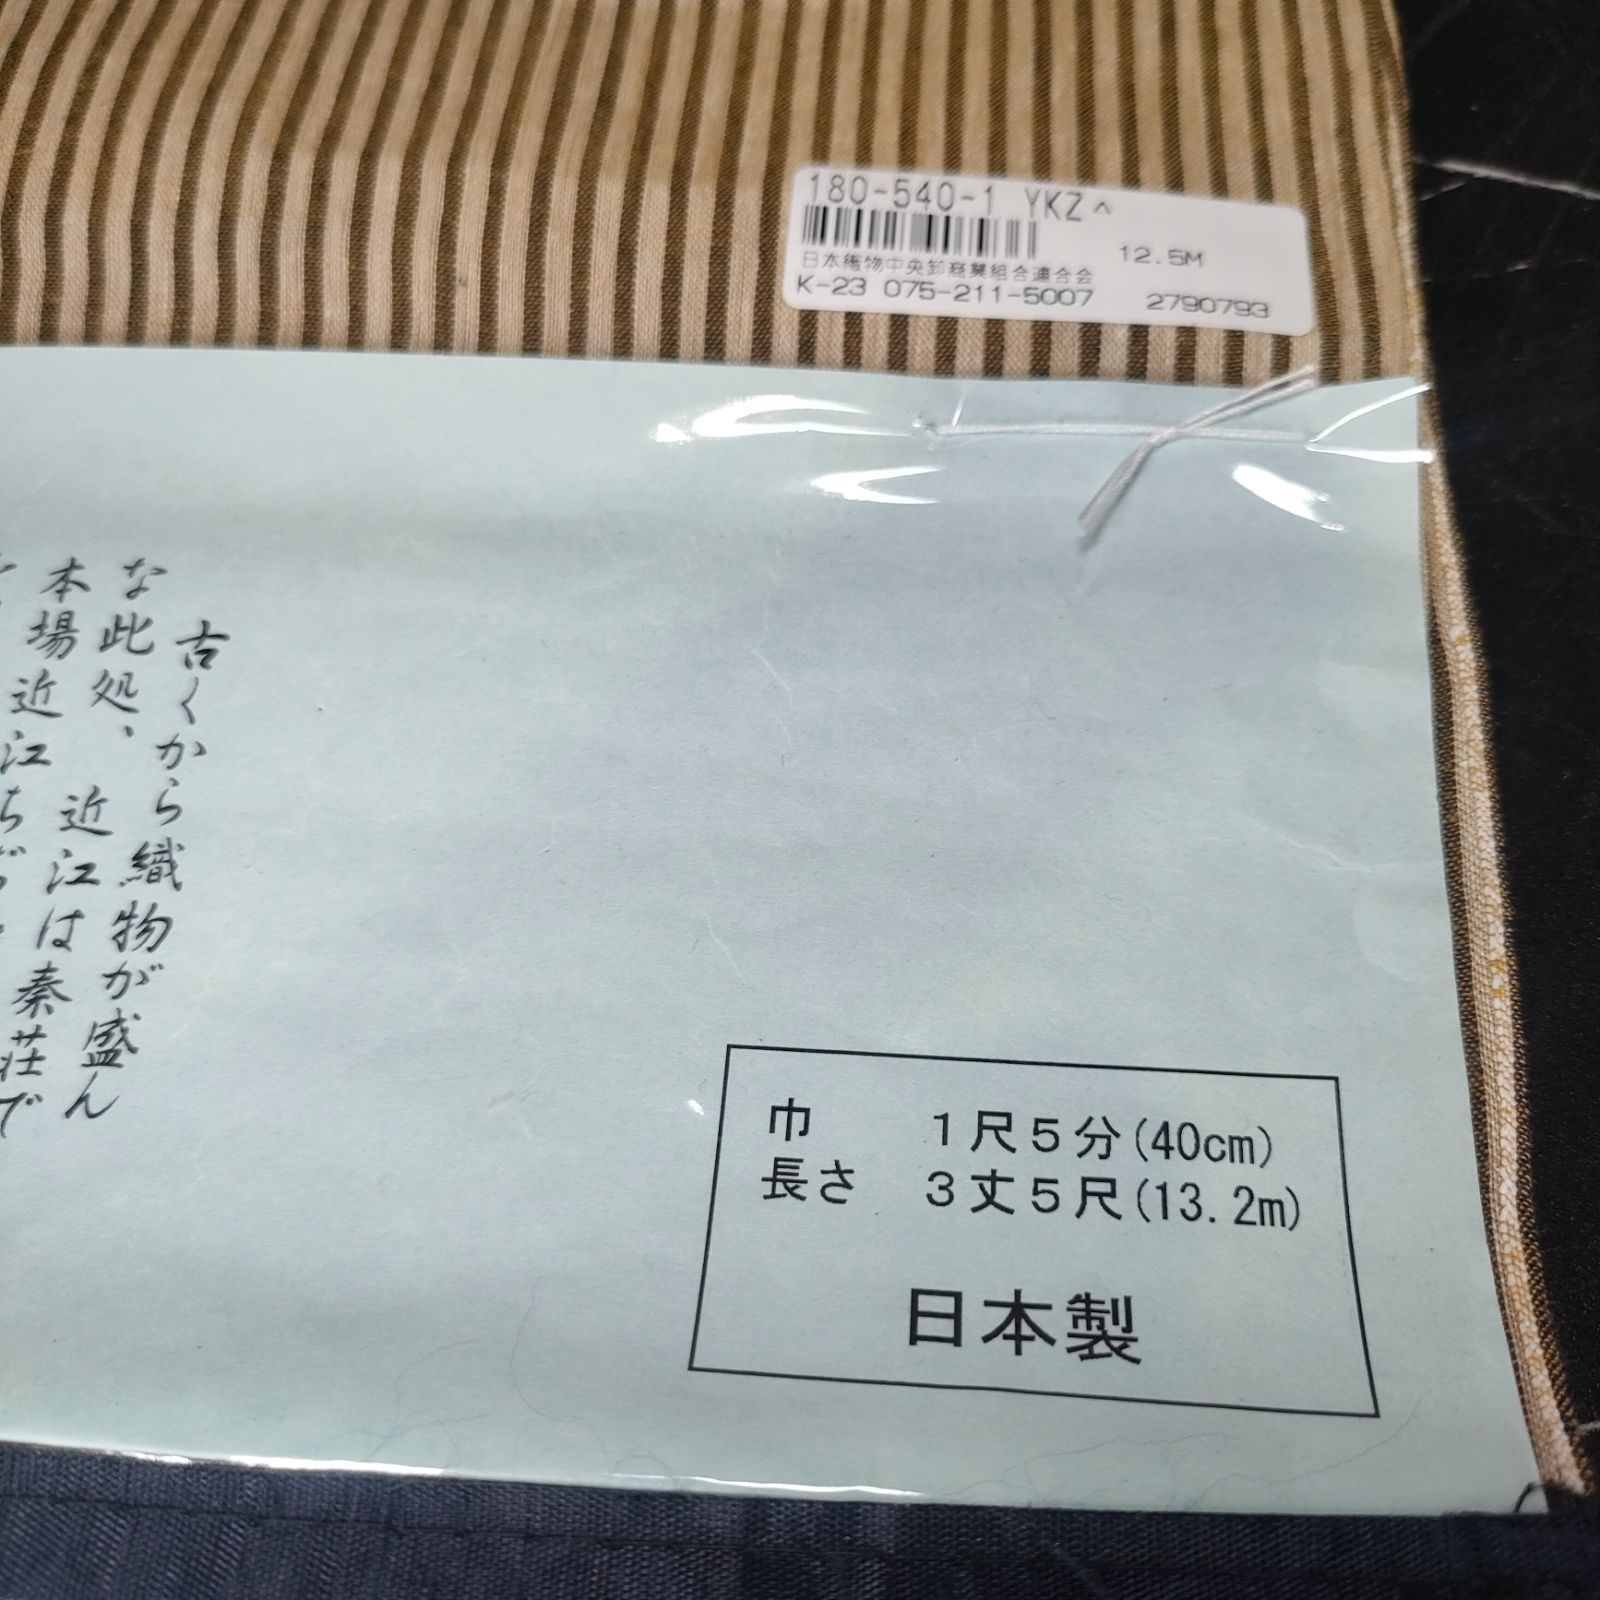 180-540-1 YKZ^
12.5M
日本織物中央卸商業組合連合会
K-23 075-211-5007 2790793
古くから織物が盛ん
な此処、近江は秦荘で
本場近江ちぢ
巾 1尺5分(40cm)
長さ 3丈5尺(13.2m)
日本製